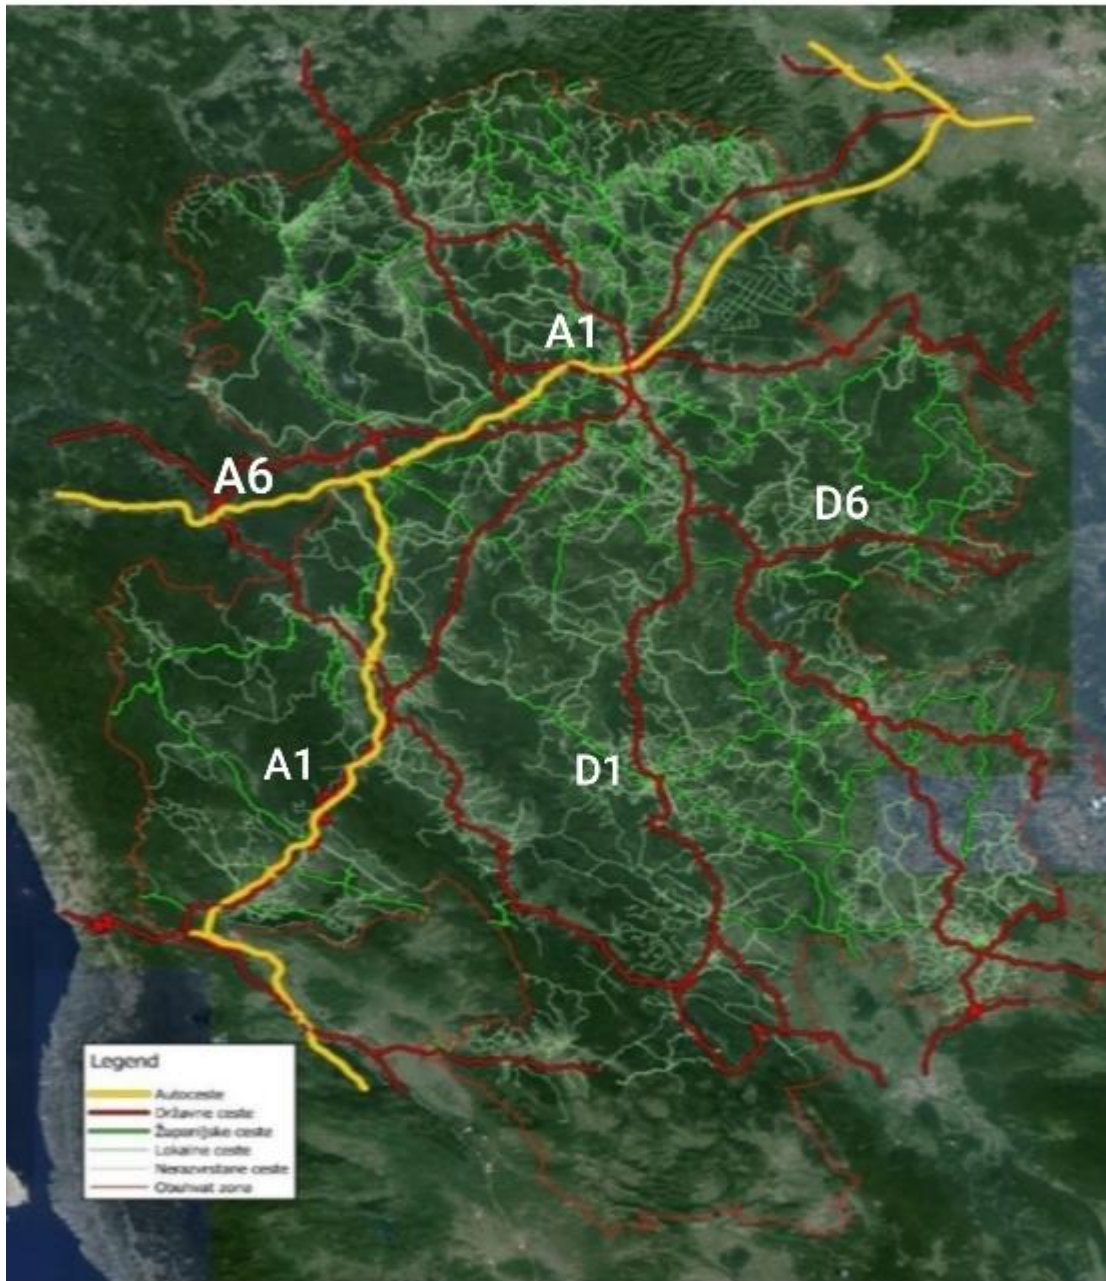 A1
A6
D6
A1
D1
Legend
Autoceste
Državne ceste
Županijske ceste
Lokalne ceste
Nerazvrstane ceste
Obuhvat zona